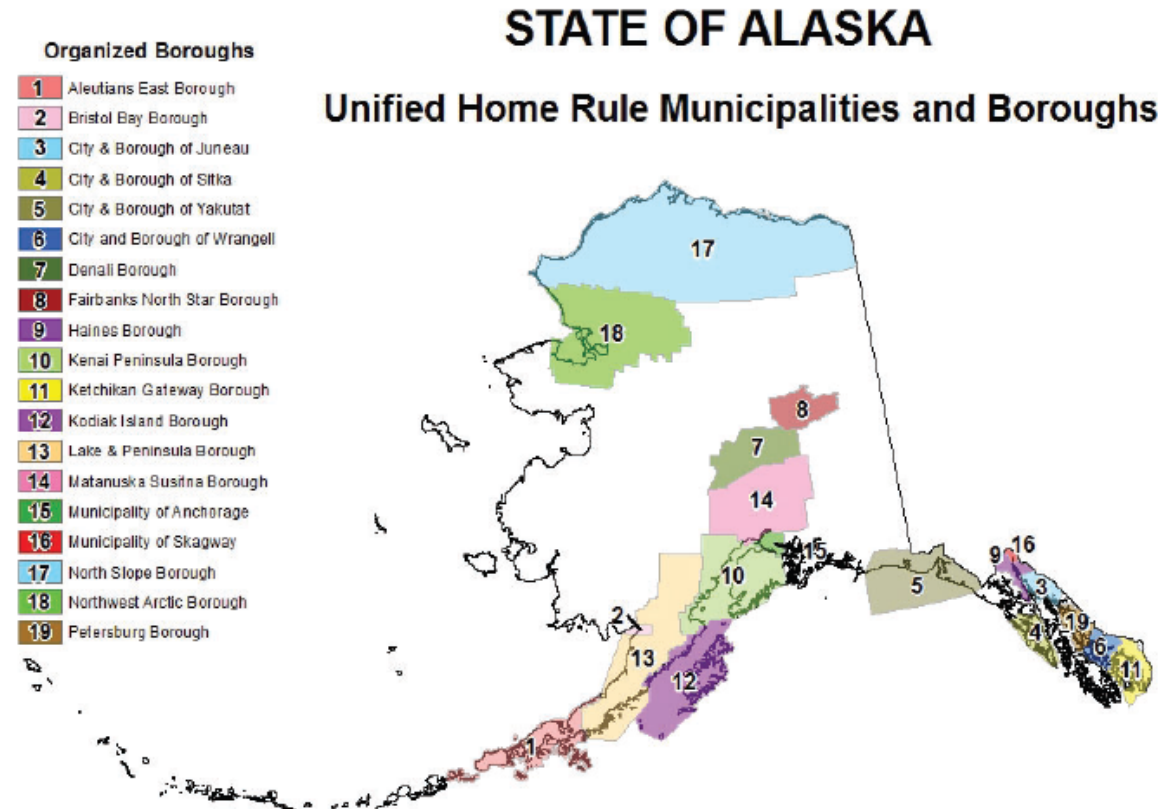 STATE OF ALASKA
Unified Home Rule Municipalities and Boroughs
Organized Boroughs
1 Aleutians East Borough
2 Bristol Bay Borough
3 City & Borough of Juneau
4 City & Borough of Sitka
5 City & Borough of Yakutat
6 City and Borough of Wrangell
7 Denali Borough
8 Fairbanks North Star Borough
9 Haines Borough
10 Kenai Peninsula Borough
11 Ketchikan Gateway Borough
12 Kodiak Island Borough
13 Lake & Peninsula Borough
14 Matanuska Susitna Borough
15 Municipality of Anchorage
16 Municipality of Skagway
17 North Slope Borough
18 Northwest Arctic Borough
19 Petersburg Borough
17
18
8
7
14
15
10
5
9
16
3
2
13
12
4
19
6
11
1